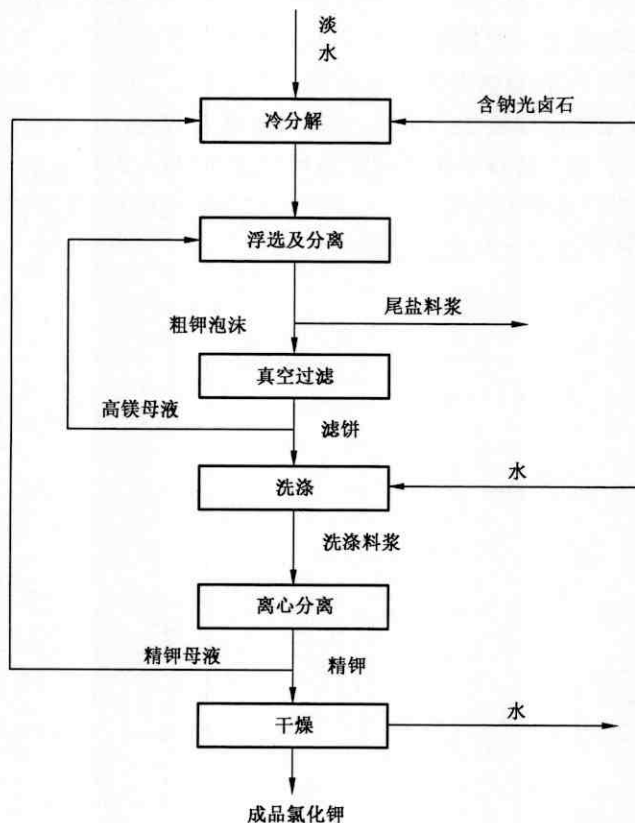 淡
水
含钠光卤石
冷分解
浮选及分离
尾盐料浆
粗钾泡沫
真空过滤
高镁母液
滤饼
水
洗涤
洗涤料浆
离心分离
精钾母液
精钾
水
干燥
成品氯化钾